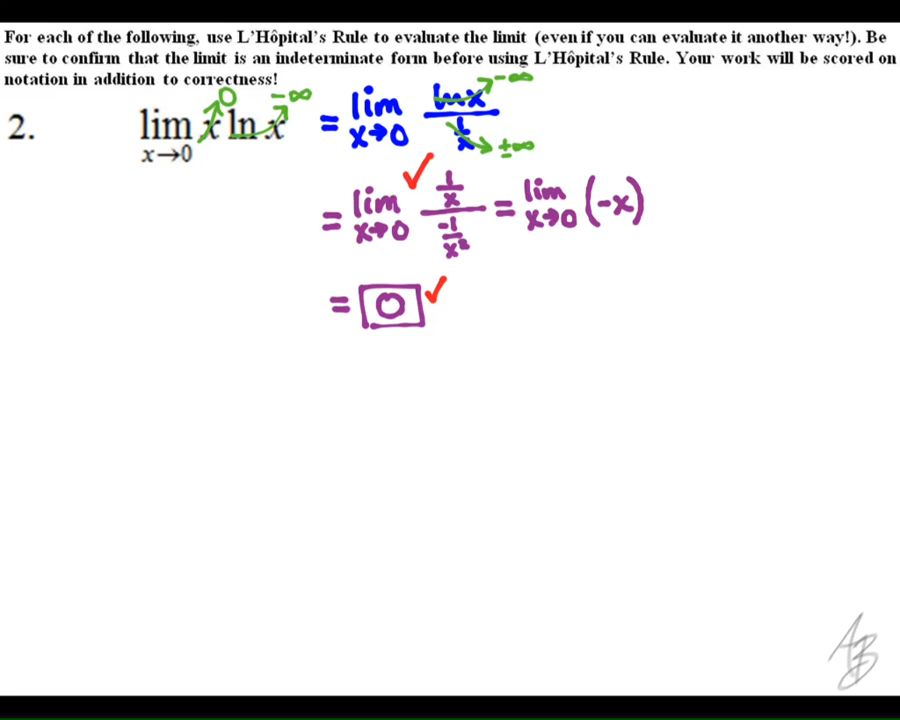 For each of the following, use L'Hôpital's Rule to evaluate the limit (even if you can evaluate it another way!). Be
sure to confirm that the limit is an indeterminate form before using L'Hôpital's Rule. Your work will be scored on
notation in addition to correctness!
2. lim x→0 x ln x →0 →-∞ = lim x→0 (ln x)/(1/x) →-∞ →±∞
= lim x→0 ✓ (1/x)/(-1/x²) = lim x→0 (-x)
= 0 ✓
AB